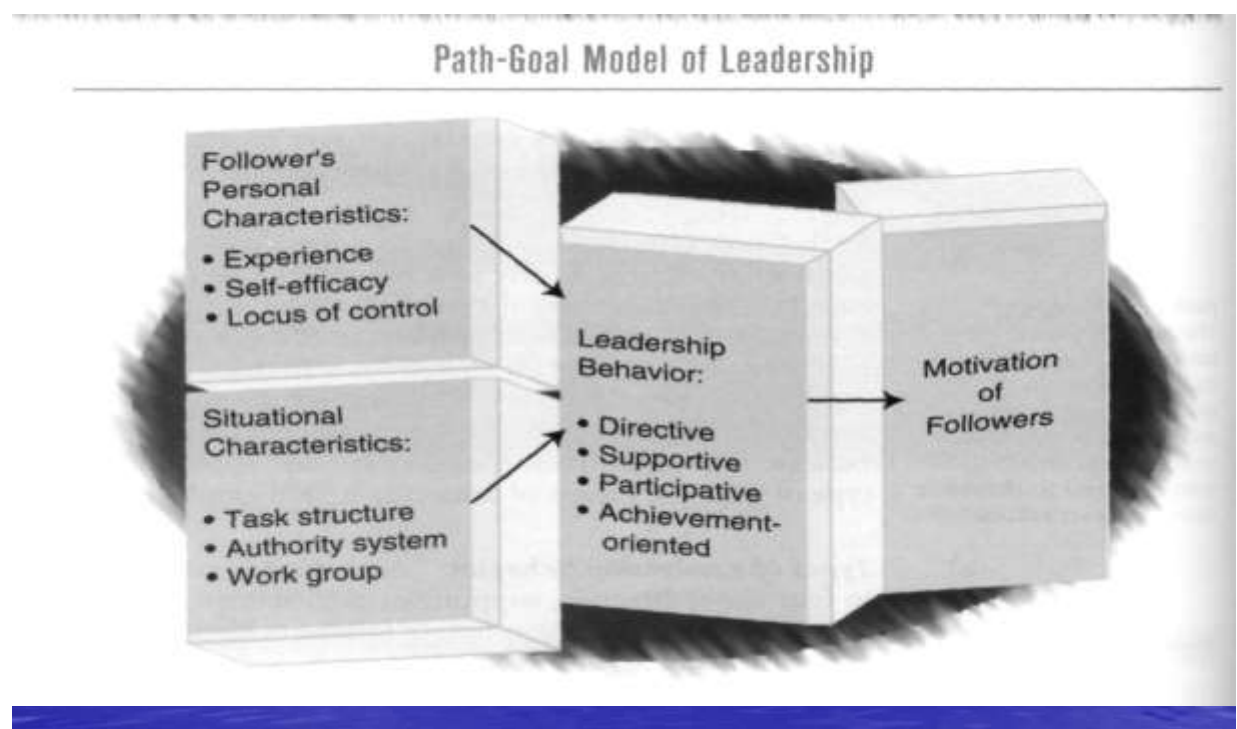 Path-Goal Model of Leadership
Follower's
Personal
Characteristics:
• Experience
• Self-efficacy
• Locus of control
Situational
Characteristics:
• Task structure
• Authority system
• Work group
Leadership
Behavior:
• Directive
• Supportive
• Participative
• Achievement-
oriented
Motivation
of
Followers